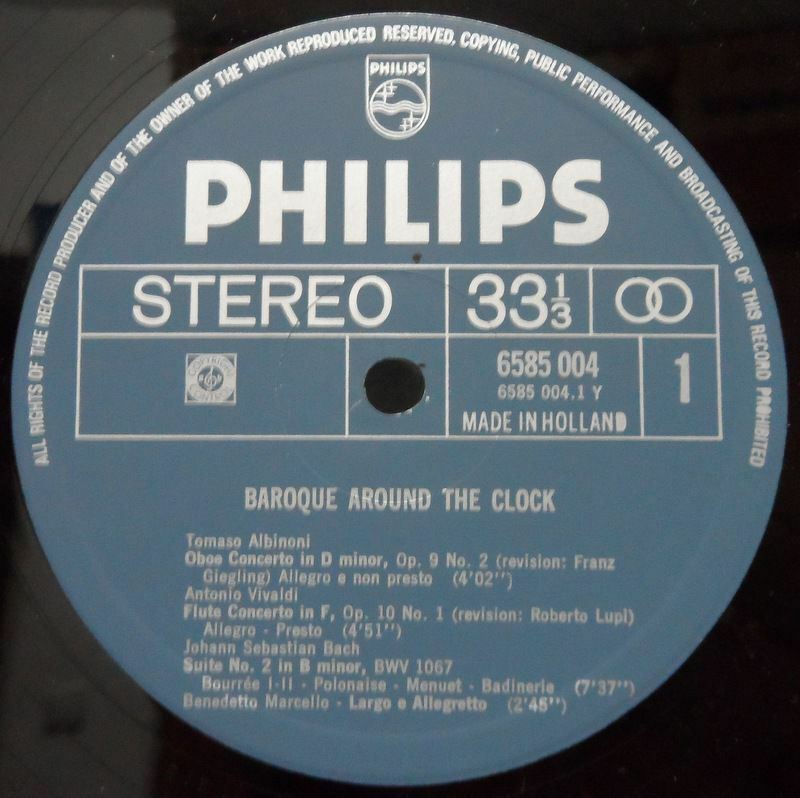 ALL RIGHTS OF THE RECORD PRODUCER AND OF THE OWNER OF THE WORK REPRODUCED RESERVED. COPYING, PUBLIC PERFORMANCE AND BROADCASTING OF THIS RECORD PROHIBITED
PHILIPS
PHILIPS
STEREO
33 1/3
COPYRIGHT
CONTROL
6585 004
6585 004.1 Y
MADE IN HOLLAND
1
BAROQUE AROUND THE CLOCK
Tomaso Albinoni
Oboe Concerto in D minor, Op. 9 No. 2 (revision: Franz
Giegling) Allegro e non presto (4'02")
Antonio Vivaldi
Flute Concerto in F, Op. 10 No. 1 (revision: Roberto Lupi)
Allegro - Presto (4'51")
Johann Sebastian Bach
Suite No. 2 in B minor, BWV 1067
Bourrée I-II - Polonaise - Menuet - Badinerie (7'37")
Benedetto Marcello - Largo e Allegretto (2'45")